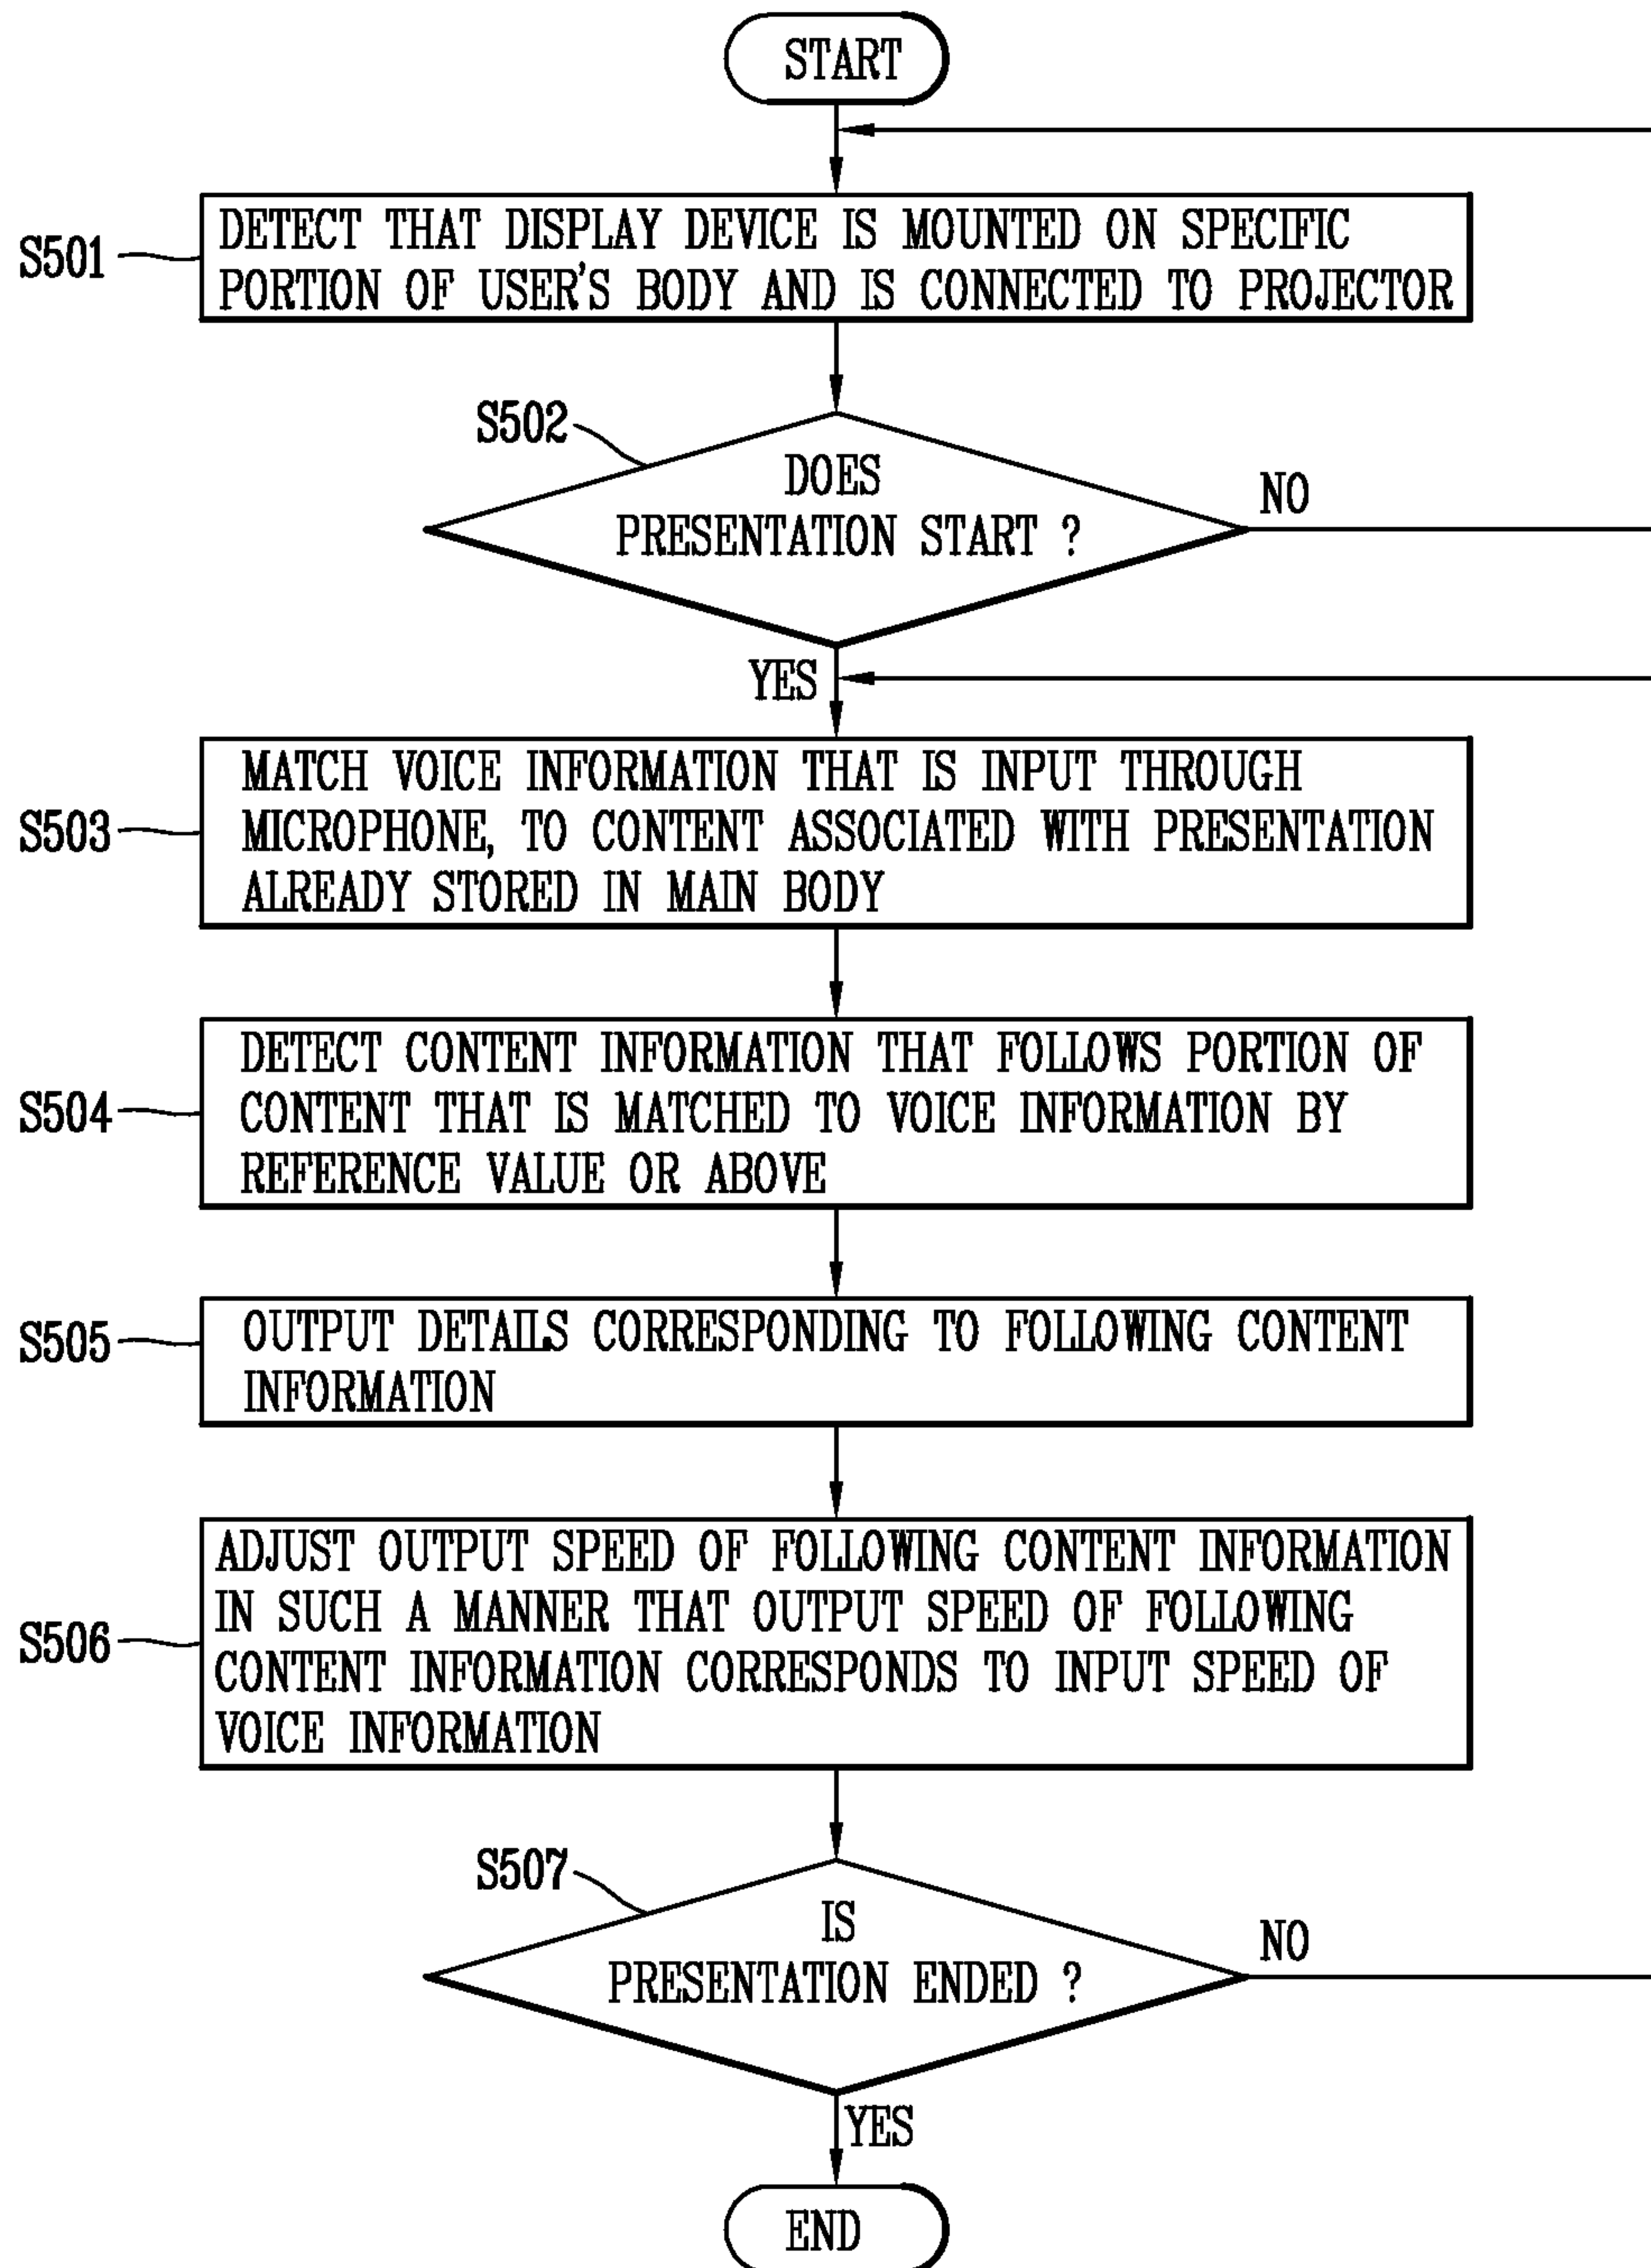 START
S501
DETECT THAT DISPLAY DEVICE IS MOUNTED ON SPECIFIC
PORTION OF USER'S BODY AND IS CONNECTED TO PROJECTOR
S502
DOES
PRESENTATION START ?
NO
YES
S503
MATCH VOICE INFORMATION THAT IS INPUT THROUGH
MICROPHONE, TO CONTENT ASSOCIATED WITH PRESENTATION
ALREADY STORED IN MAIN BODY
S504
DETECT CONTENT INFORMATION THAT FOLLOWS PORTION OF
CONTENT THAT IS MATCHED TO VOICE INFORMATION BY
REFERENCE VALUE OR ABOVE
S505
OUTPUT DETAILS CORRESPONDING TO FOLLOWING CONTENT
INFORMATION
S506
ADJUST OUTPUT SPEED OF FOLLOWING CONTENT INFORMATION
IN SUCH A MANNER THAT OUTPUT SPEED OF FOLLOWING
CONTENT INFORMATION CORRESPONDS TO INPUT SPEED OF
VOICE INFORMATION
S507
IS
PRESENTATION ENDED ?
NO
YES
END